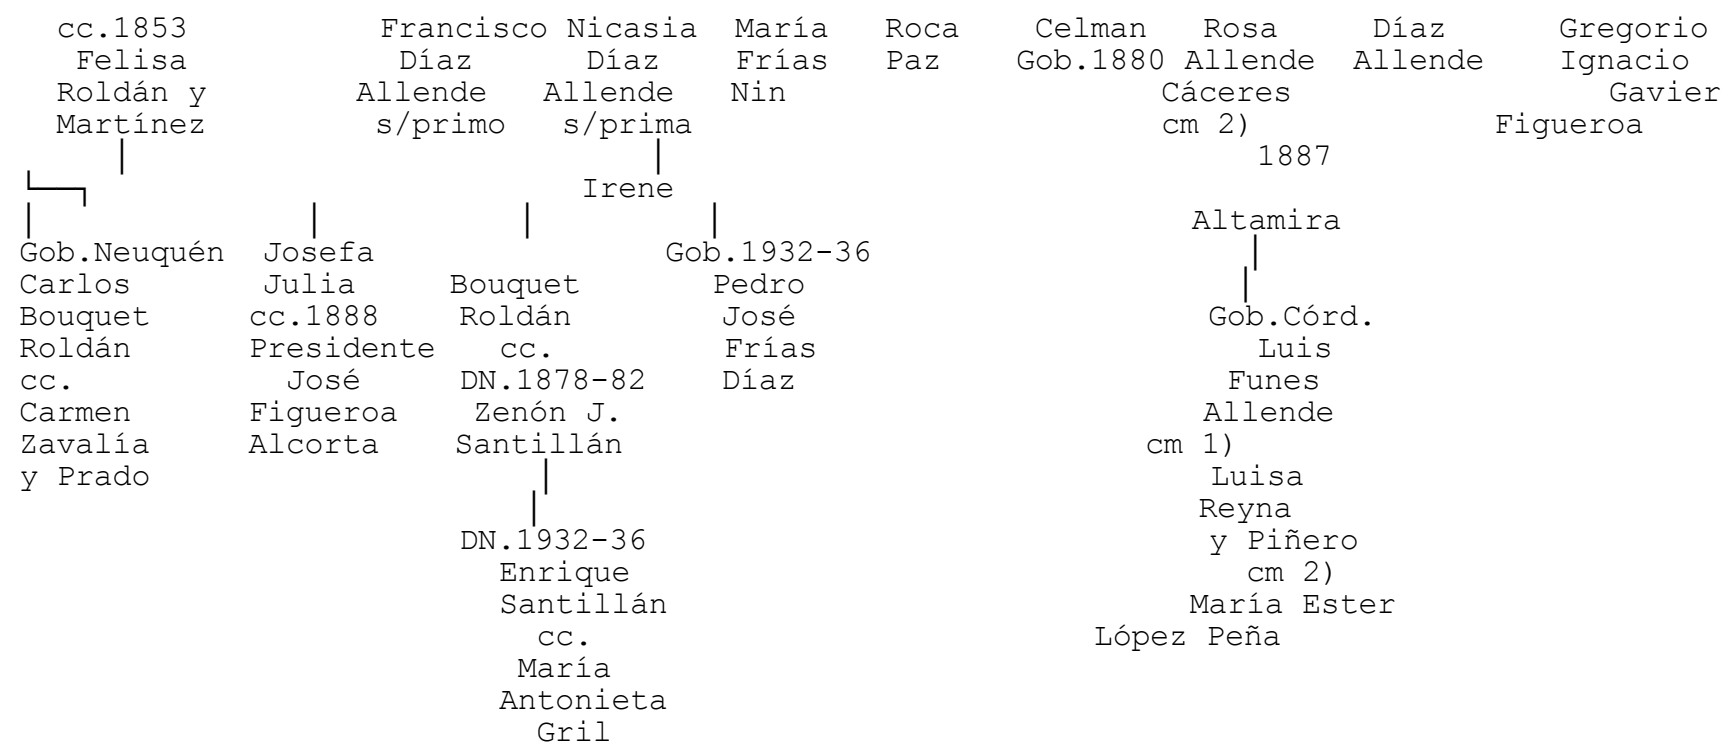 cc.1853 Francisco Nicasia María Roca Celman Rosa Díaz Gregorio
Felisa Díaz Díaz Frías Paz Gob.1880 Allende Allende Ignacio
Roldán y Allende Allende Nin Cáceres Gavier
Martínez s/primo s/prima cm 2) Figueroa
1887
Irene
Altamira
Gob.Neuquén Josefa Gob.1932-36
Carlos Julia Bouquet Pedro
Bouquet cc.1888 Roldán José Gob.Córd.
Roldán Presidente cc. Frías Luis
cc. José DN.1878-82 Díaz Funes
Carmen Figueroa Zenón J. Allende
Zavalía Alcorta Santillán cm 1)
y Prado Luisa
Reyna
DN.1932-36 y Piñero
Enrique cm 2)
Santillán María Ester
cc. López Peña
María
Antonieta
Gril